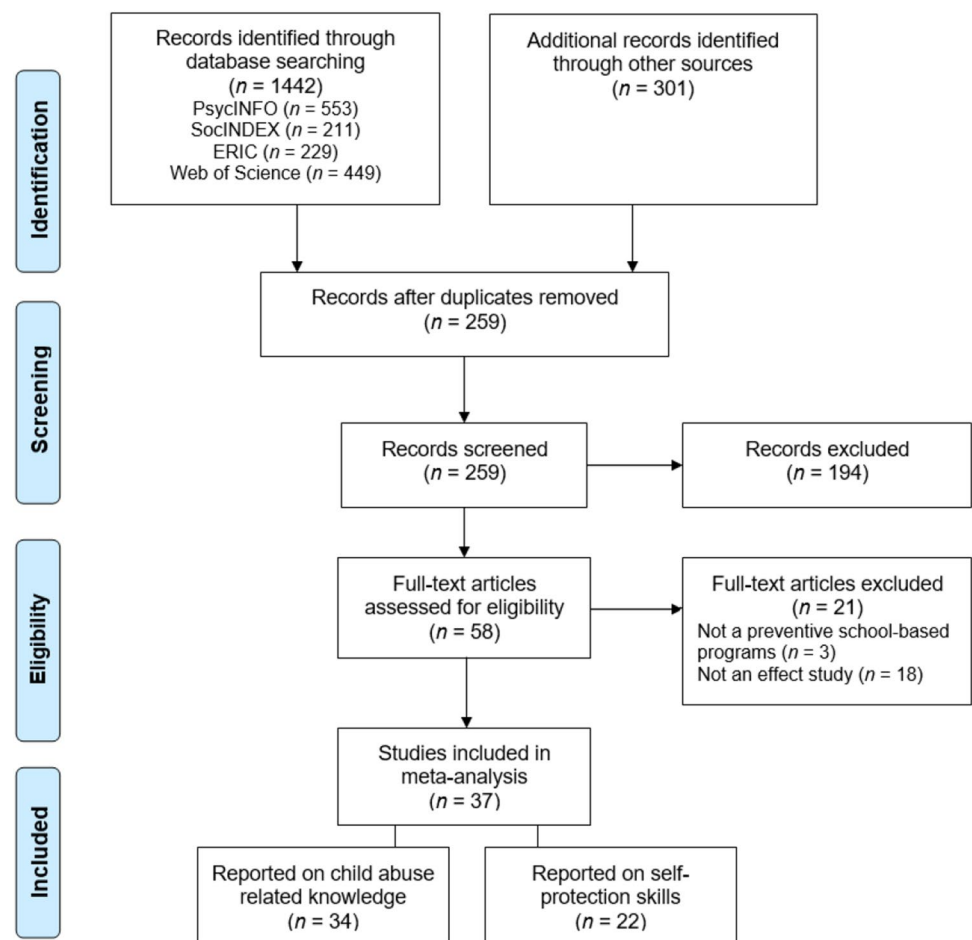 Identification
Records identified through
database searching
(n = 1442)
PsycINFO (n = 553)
SocINDEX (n = 211)
ERIC (n = 229)
Web of Science (n = 449)
Additional records identified
through other sources
(n = 301)
Records after duplicates removed
(n = 259)
Screening
Records screened
(n = 259)
Records excluded
(n = 194)
Eligibility
Full-text articles
assessed for eligibility
(n = 58)
Full-text articles excluded
(n = 21)
Not a preventive school-based
programs (n = 3)
Not an effect study (n = 18)
Studies included in
meta-analysis
(n = 37)
Included
Reported on child abuse
related knowledge
(n = 34)
Reported on self-
protection skills
(n = 22)